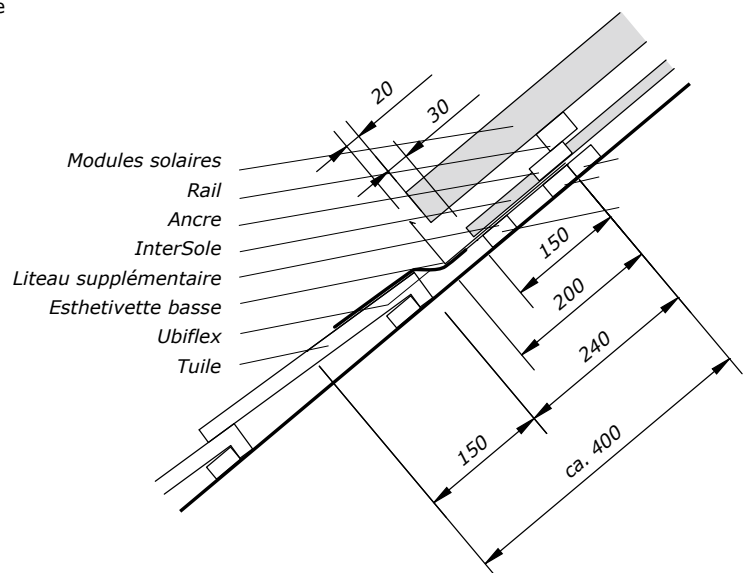 e
20
30
Modules solaires
Rail
Ancre
InterSole
Liteau supplémentaire
Esthetivette basse
Ubiflex
Tuile
150
200
240
150
ca. 400